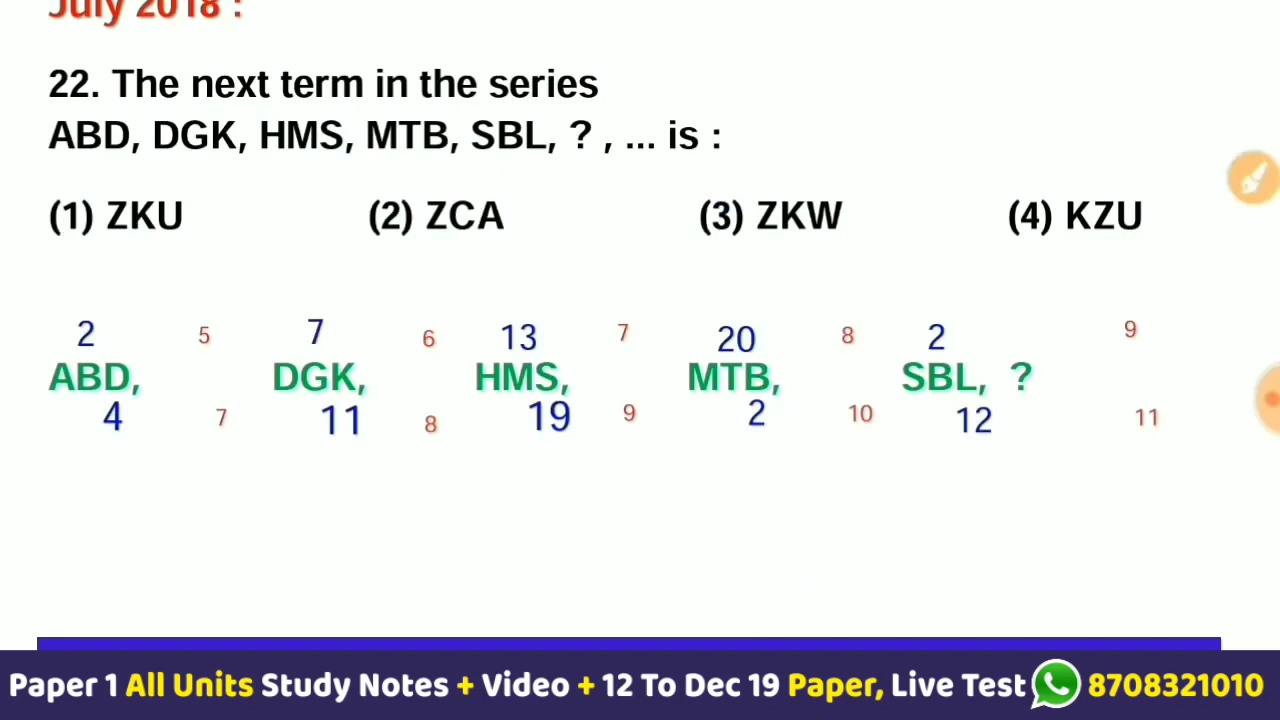 July 2018 :
22. The next term in the series
ABD, DGK, HMS, MTB, SBL, ? , ... is :
(1) ZKU (2) ZCA (3) ZKW (4) KZU
2 5 7 6 13 7 20 8 2 9
ABD, DGK, HMS, MTB, SBL, ?
4 7 11 8 19 9 2 10 12 11
Paper 1 All Units Study Notes + Video + 12 To Dec 19 Paper, Live Test 8708321010